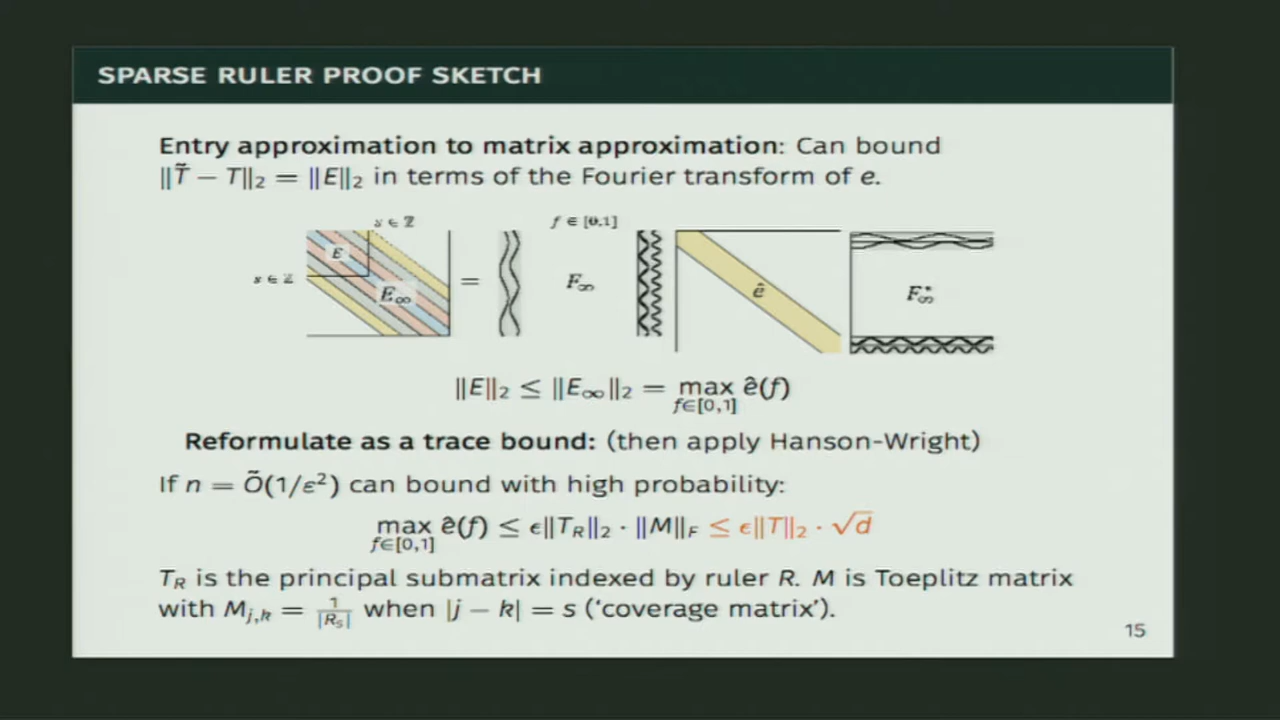 SPARSE RULER PROOF SKETCH
Entry approximation to matrix approximation: Can bound
‖T̃ − T‖₂ = ‖E‖₂ in terms of the Fourier transform of e.
s ∈ ℤ
f ∈ [0,1]
s ∈ ℤ
E
E∞
=
F∞
ê
F∞*
‖E‖₂ ≤ ‖E∞‖₂ = max ê(f)
f∈[0,1]
Reformulate as a trace bound: (then apply Hanson-Wright)
If n = Õ(1/ε²) can bound with high probability:
max ê(f) ≤ ϵ‖T_R‖₂ · ‖M‖_F ≤ ϵ‖T‖₂ · √d
f∈[0,1]
T_R is the principal submatrix indexed by ruler R. M is Toeplitz matrix
with M_{j,k} = 1/|R_s| when |j − k| = s ('coverage matrix').
15